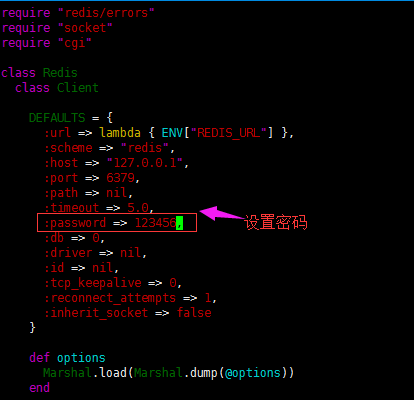 require "redis/errors"
require "socket"
require "cgi"
class Redis
class Client
DEFAULTS = {
:url => lambda { ENV["REDIS_URL"] },
:scheme => "redis",
:host => "127.0.0.1",
:port => 6379,
:path => nil,
:timeout => 5.0,
:password => 123456,
设置密码
:db => 0,
:driver => nil,
:id => nil,
:tcp_keepalive => 0,
:reconnect_attempts => 1,
:inherit_socket => false
}
def options
Marshal.load(Marshal.dump(@options))
end